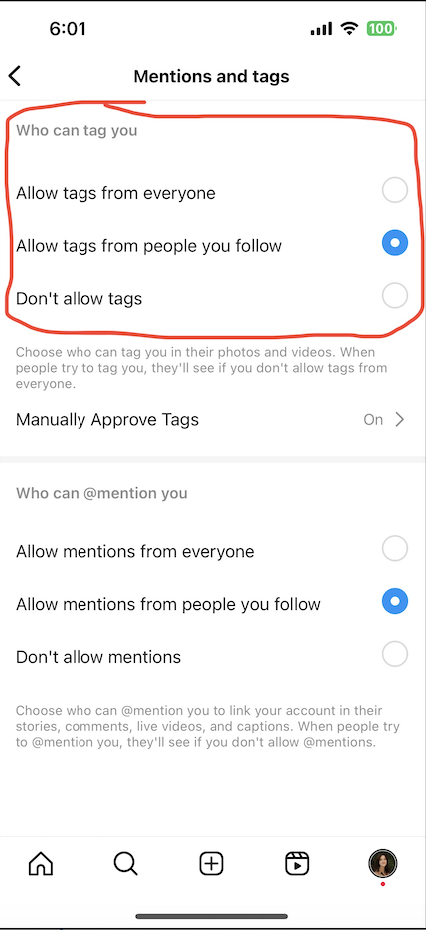 6:01
100
Mentions and tags
Who can tag you
Allow tags from everyone
Allow tags from people you follow
Don't allow tags
Choose who can tag you in their photos and videos. When
people try to tag you, they'll see if you don't allow tags from
everyone.
Manually Approve Tags On
Who can @mention you
Allow mentions from everyone
Allow mentions from people you follow
Don't allow mentions
Choose who can @mention you to link your account in their
stories, comments, live videos, and captions. When people try
to @mention you, they'll see if you don't allow @mentions.